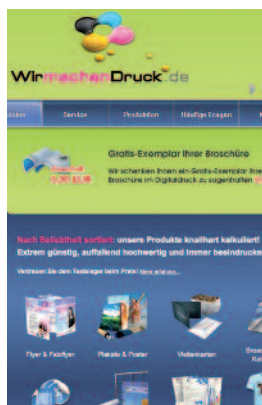 WirmachenDruck.de
Service Produktion Häufige Fragen
Gratis-Exemplar Ihrer Broschüre
Wir schenken Ihnen ein Gratis-Exemplar Ihrer
Broschüre im Digitaldruck zu sagenhaften
Nach Beliebtheit sortiert: unsere Produkte knallhart kalkuliert!
Extrem günstig, auffallend hochwertig und immer beeindrucke
Vertrauen Sie dem Testsieger beim Preis! Mehr erfahren...
Flyer & Faltflyer Plakate & Poster Visitenkarten